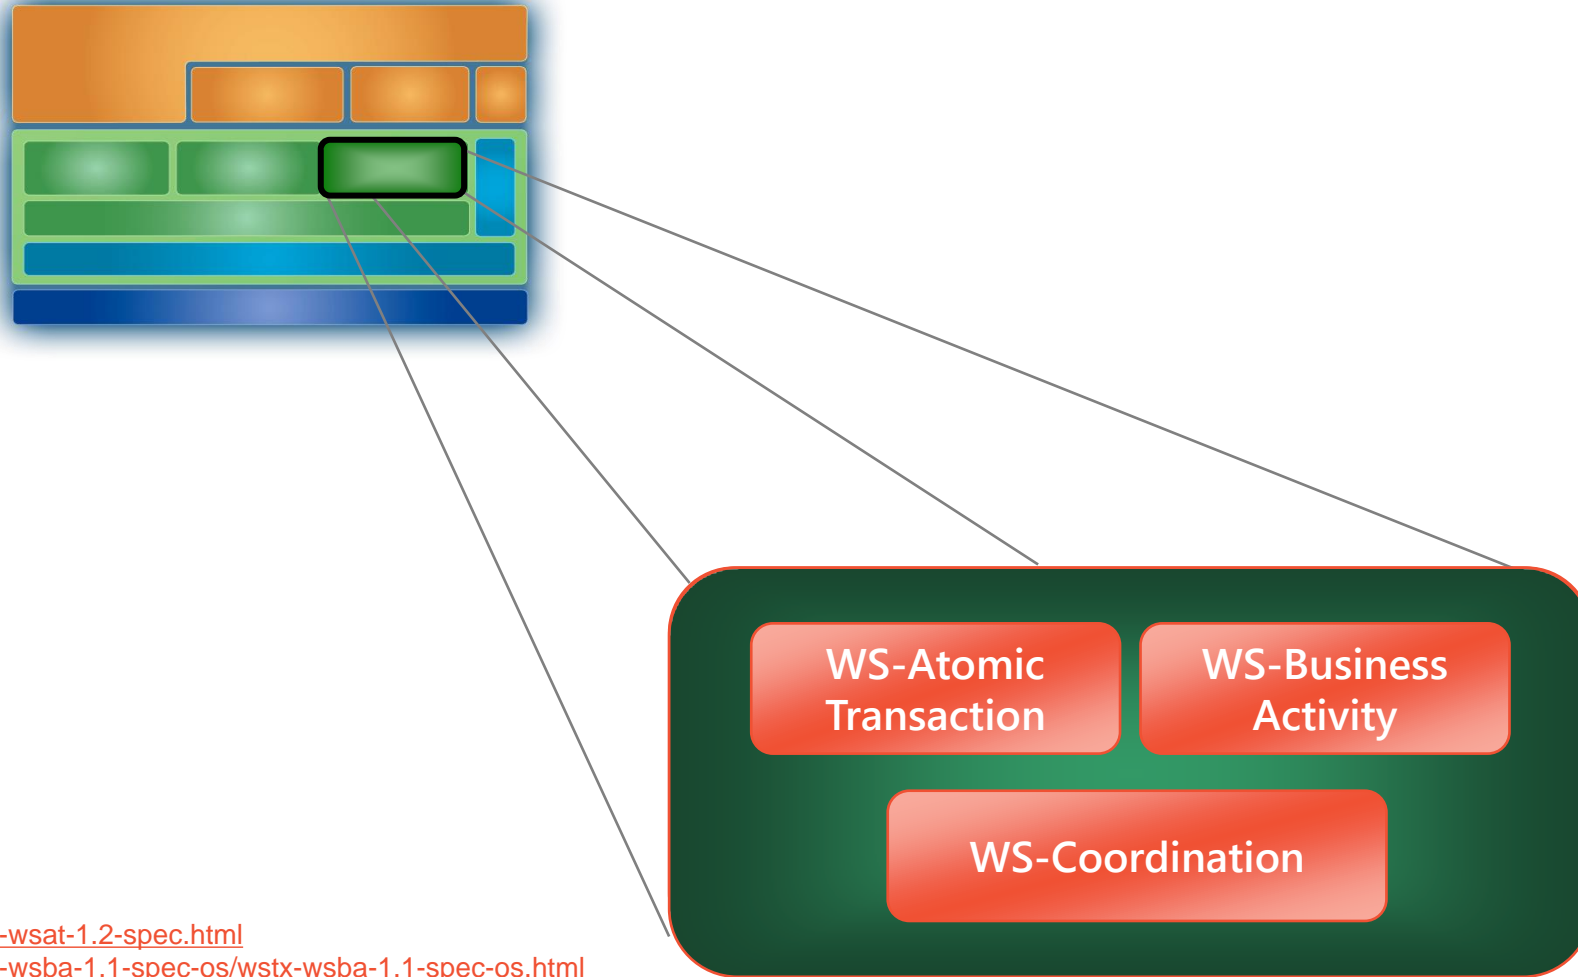 WS-Atomic
Transaction
WS-Business
Activity
WS-Coordination
-wsat-1.2-spec.html
-wsba-1.1-spec-os/wstx-wsba-1.1-spec-os.html